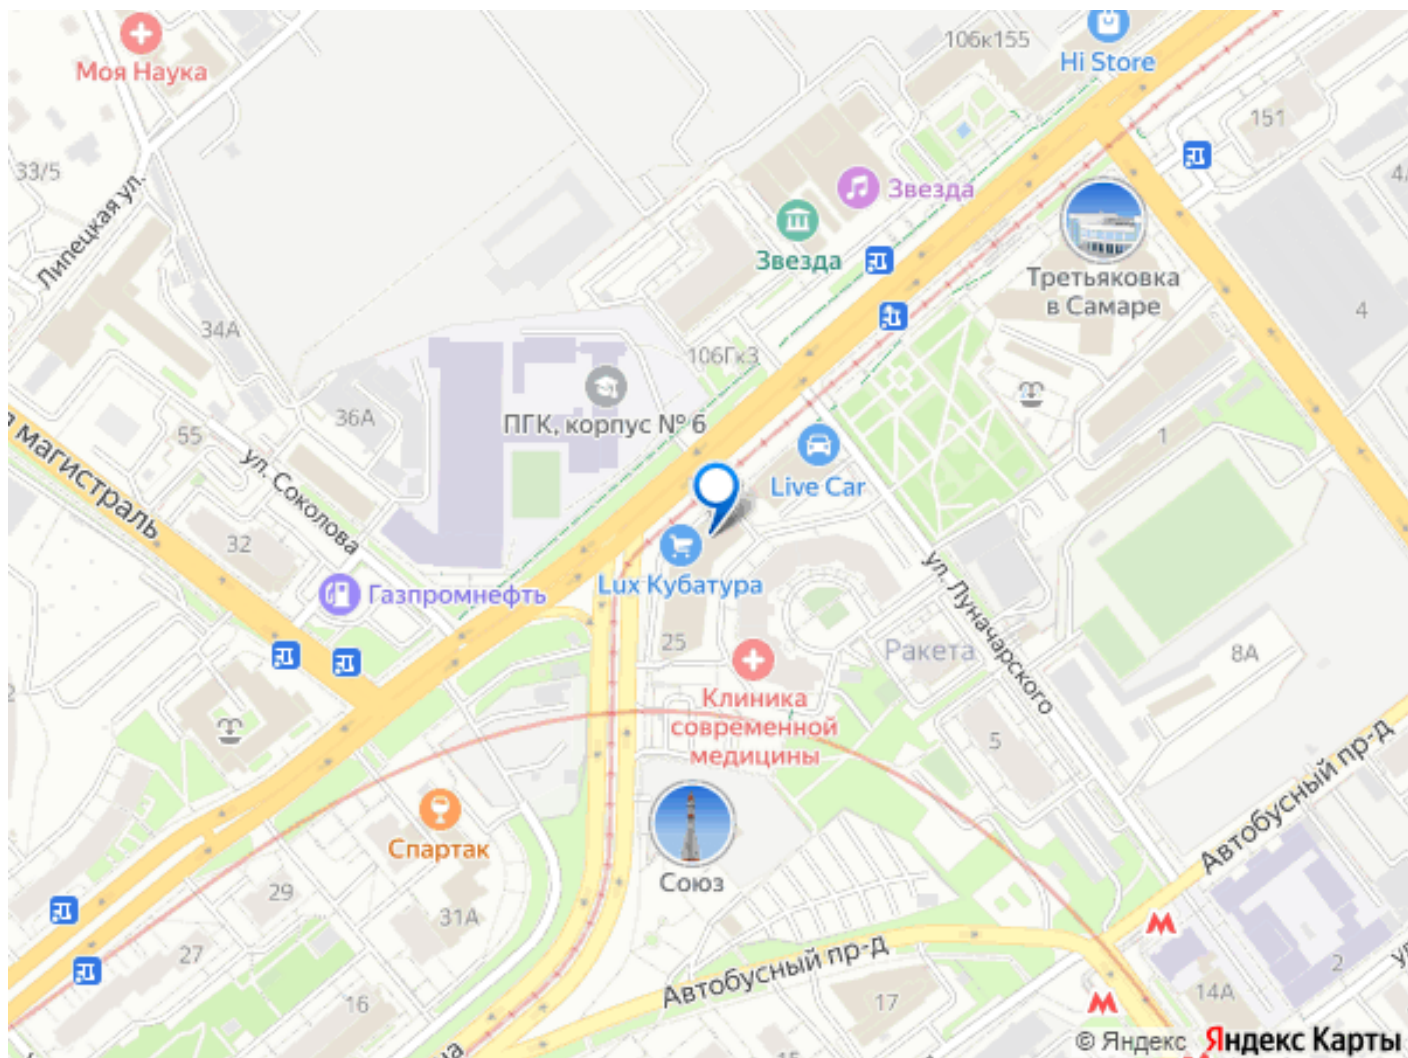 106к155
Hi Store
Моя Наука
151
33/5
4/
Звезда
Липецкая ул.
Звезда
Третьяковка
в Самаре
4
34А
106Гк3
36А
ПГК, корпус № 6
55
1
ул. Соколова
Live Car
магистраль
32
Lux Кубатура
Газпромнефть
ул. Луначарского
25
Ракета
8А
Клиника
современной
медицины
5
Автобусный пр-д
Спартак
Союз
29
31А
27
Автобусный пр-д
2
14А
16
17
© Яндекс Яндекс Карты